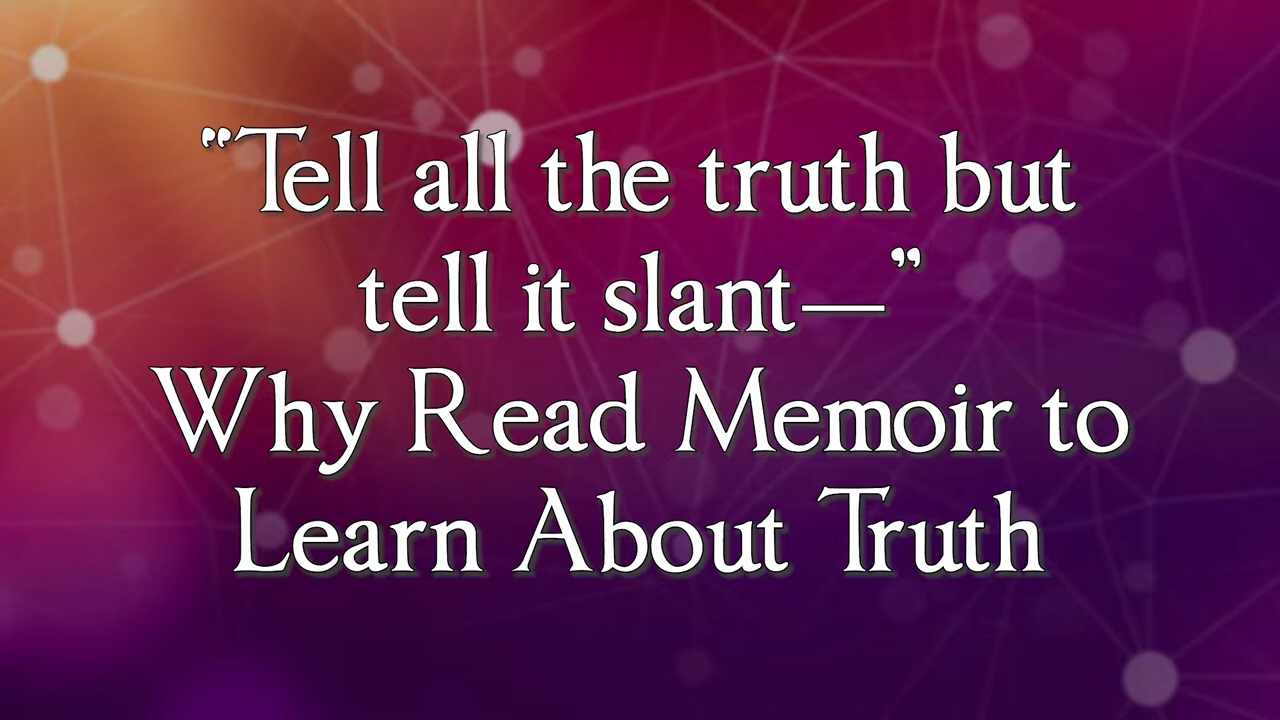 "Tell all the truth but
tell it slant—"
Why Read Memoir to
Learn About Truth